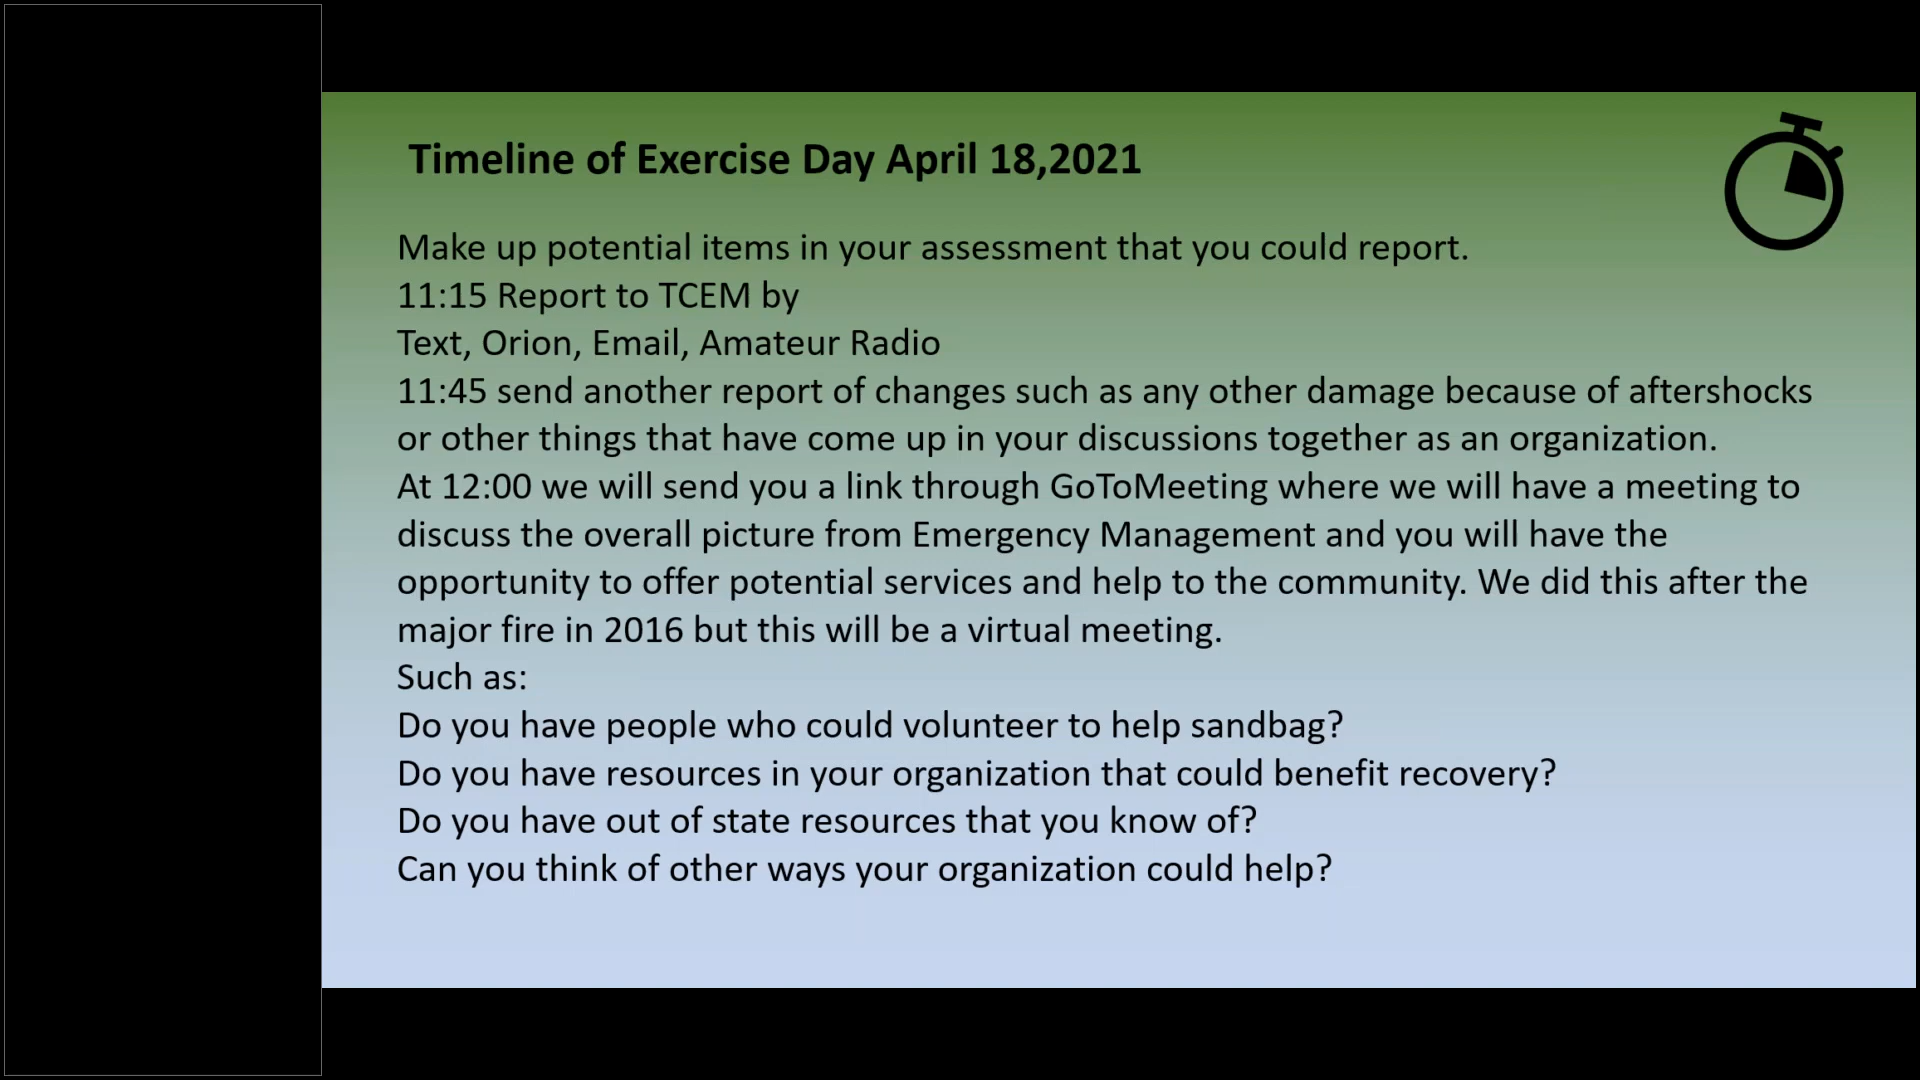 Timeline of Exercise Day April 18,2021
Make up potential items in your assessment that you could report.
11:15 Report to TCEM by
Text, Orion, Email, Amateur Radio
11:45 send another report of changes such as any other damage because of aftershocks
or other things that have come up in your discussions together as an organization.
At 12:00 we will send you a link through GoToMeeting where we will have a meeting to
discuss the overall picture from Emergency Management and you will have the
opportunity to offer potential services and help to the community. We did this after the
major fire in 2016 but this will be a virtual meeting.
Such as:
Do you have people who could volunteer to help sandbag?
Do you have resources in your organization that could benefit recovery?
Do you have out of state resources that you know of?
Can you think of other ways your organization could help?